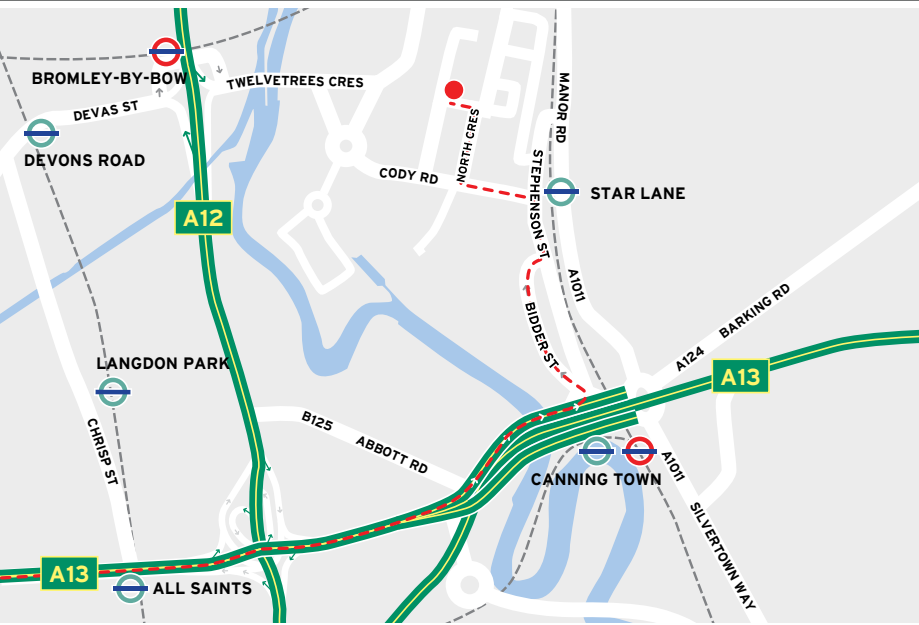 BROMLEY-BY-BOW
TWELVETREES CRES
DEVAS ST
DEVONS ROAD
MANOR RD
NORTH CRES
STEPHENSON ST
CODY RD
STAR LANE
A12
A1011
BIDDER ST
BARKING RD
A124
A13
LANGDON PARK
CHRISP ST
B125
ABBOTT RD
CANNING TOWN
A1011
SILVERTOWN WAY
A13
ALL SAINTS